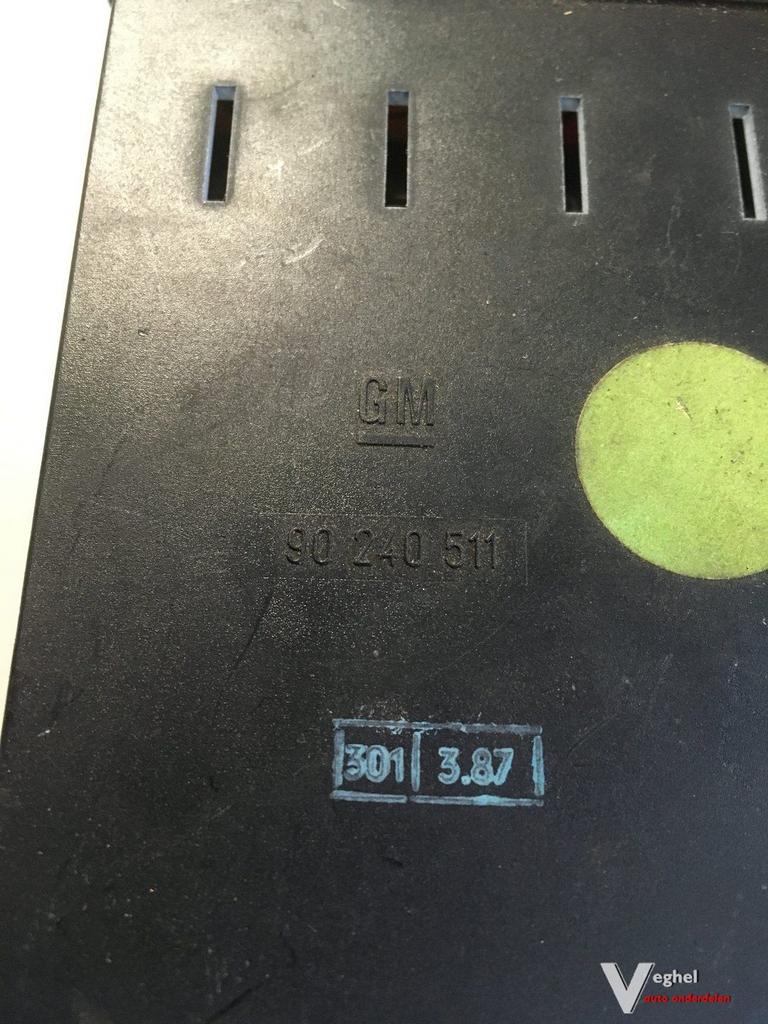 GM
90 240 511
301 3.87
Veghel
auto onderdelen